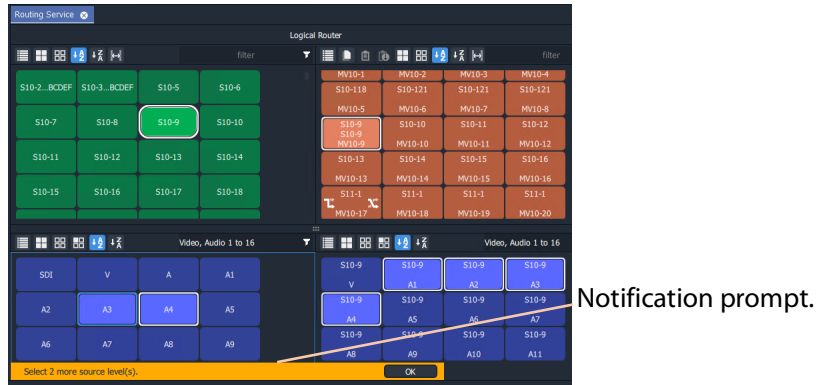 Routing Service
Logical Router
filter
filter
S10-2...BCDEF S10-3...BCDEF S10-5 S10-6
S10-7 S10-8 S10-9 S10-10
S10-11 S10-12 S10-13 S10-14
S10-15 S10-16 S10-17 S10-18
MV10-1 MV10-2 MV10-3 MV10-4
S10-118 S10-121 S10-121 S10-121
MV10-5 MV10-6 MV10-7 MV10-8
S10-9 S10-10 S10-11 S10-12
S10-9
MV10-9 MV10-10 MV10-11 MV10-12
S10-13 S10-14 S10-15 S10-16
MV10-13 MV10-14 MV10-15 MV10-16
S11-1 S11-1 S11-1 S11-1
MV10-17 MV10-18 MV10-19 MV10-20
Video, Audio 1 to 16
Video, Audio 1 to 16
SDI V A A1
A2 A3 A4 A5
A6 A7 A8 A9
S10-9 S10-9 S10-9 S10-9
V A1 A2 A3
S10-9 S10-9 S10-9 S10-9
A4 A5 A6 A7
S10-9 S10-9 S10-9 S10-9
A8 A9 A10 A11
Select 2 more source level(s).
OK
Notification prompt.